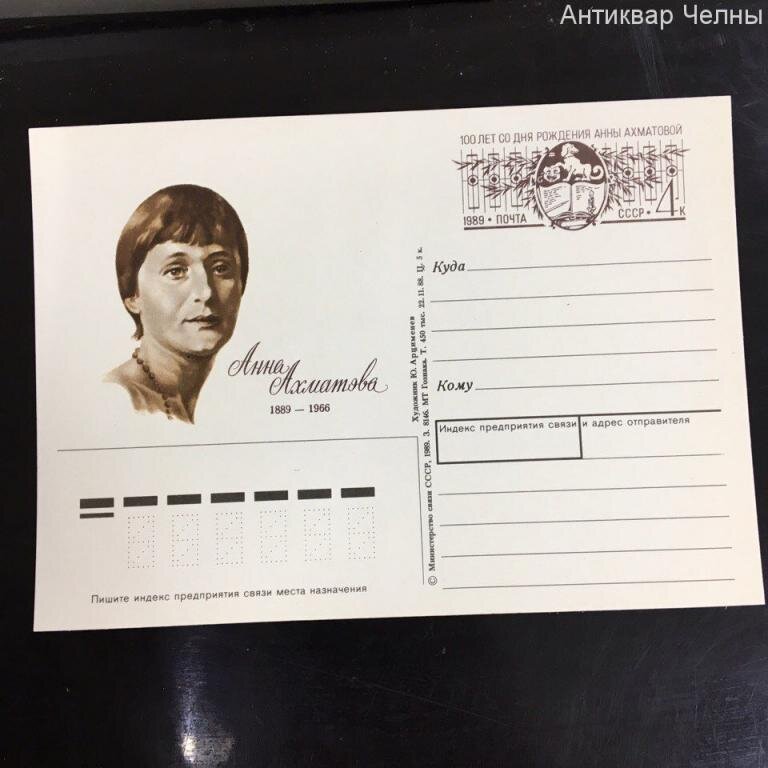 Антиквар Челны
100 ЛЕТ СО ДНЯ РОЖДЕНИЯ АННЫ АХМАТОВОЙ
1989 • ПОЧТА СССР • 4 К
Анна
Ахматова
1889 — 1966
Куда
Кому
Индекс предприятия связи и адрес отправителя
Пишите индекс предприятия связи места назначения
Художник Ю. Арцименев
© Министерство связи СССР, 1989. З. 8146. МТ Гознака. Т. 450 тыс. 22.11.88. Ц. 5 к.